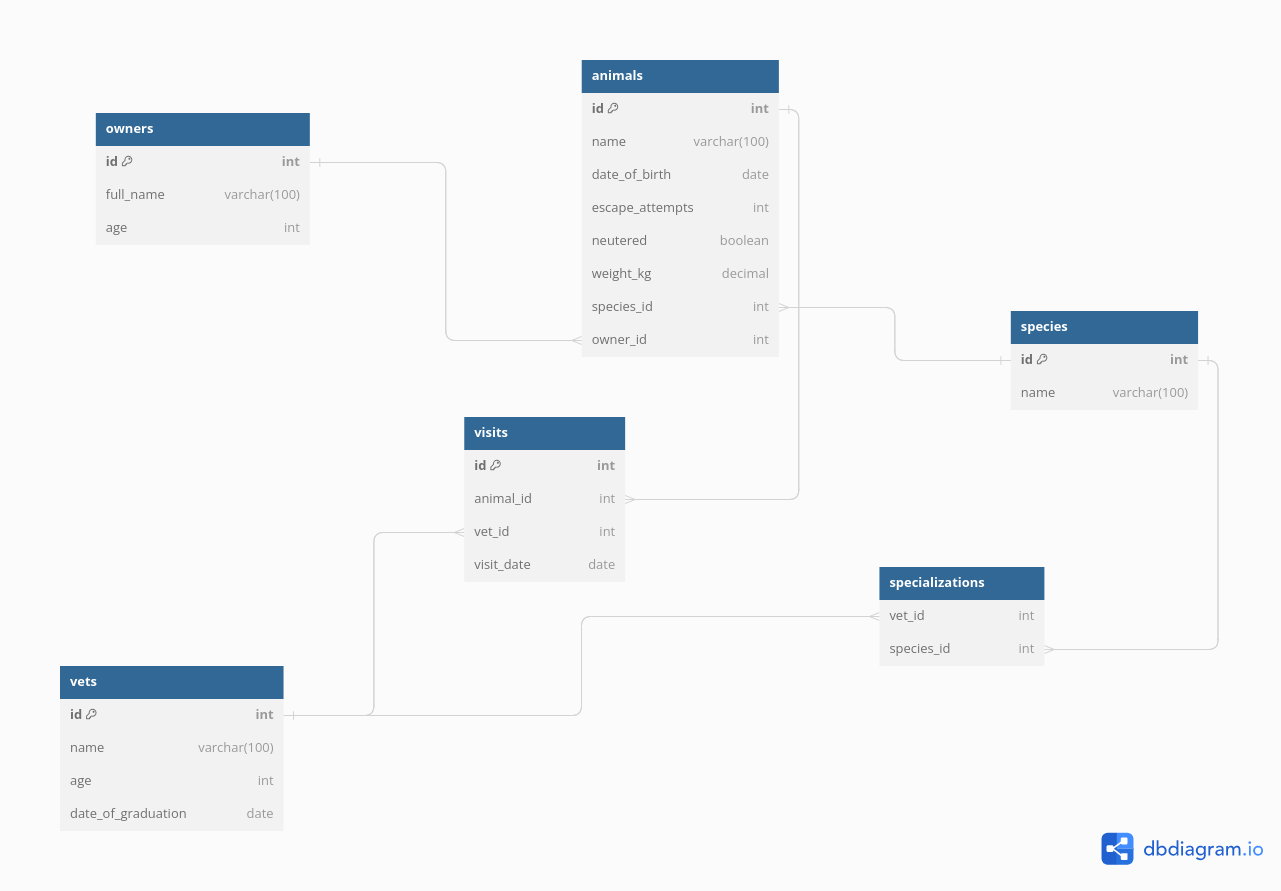 animals
id int
name varchar(100)
date_of_birth date
escape_attempts int
neutered boolean
weight_kg decimal
species_id int
owner_id int
owners
id int
full_name varchar(100)
age int
species
id int
name varchar(100)
visits
id int
animal_id int
vet_id int
visit_date date
specializations
vet_id int
species_id int
vets
id int
name varchar(100)
age int
date_of_graduation date
dbdiagram.io